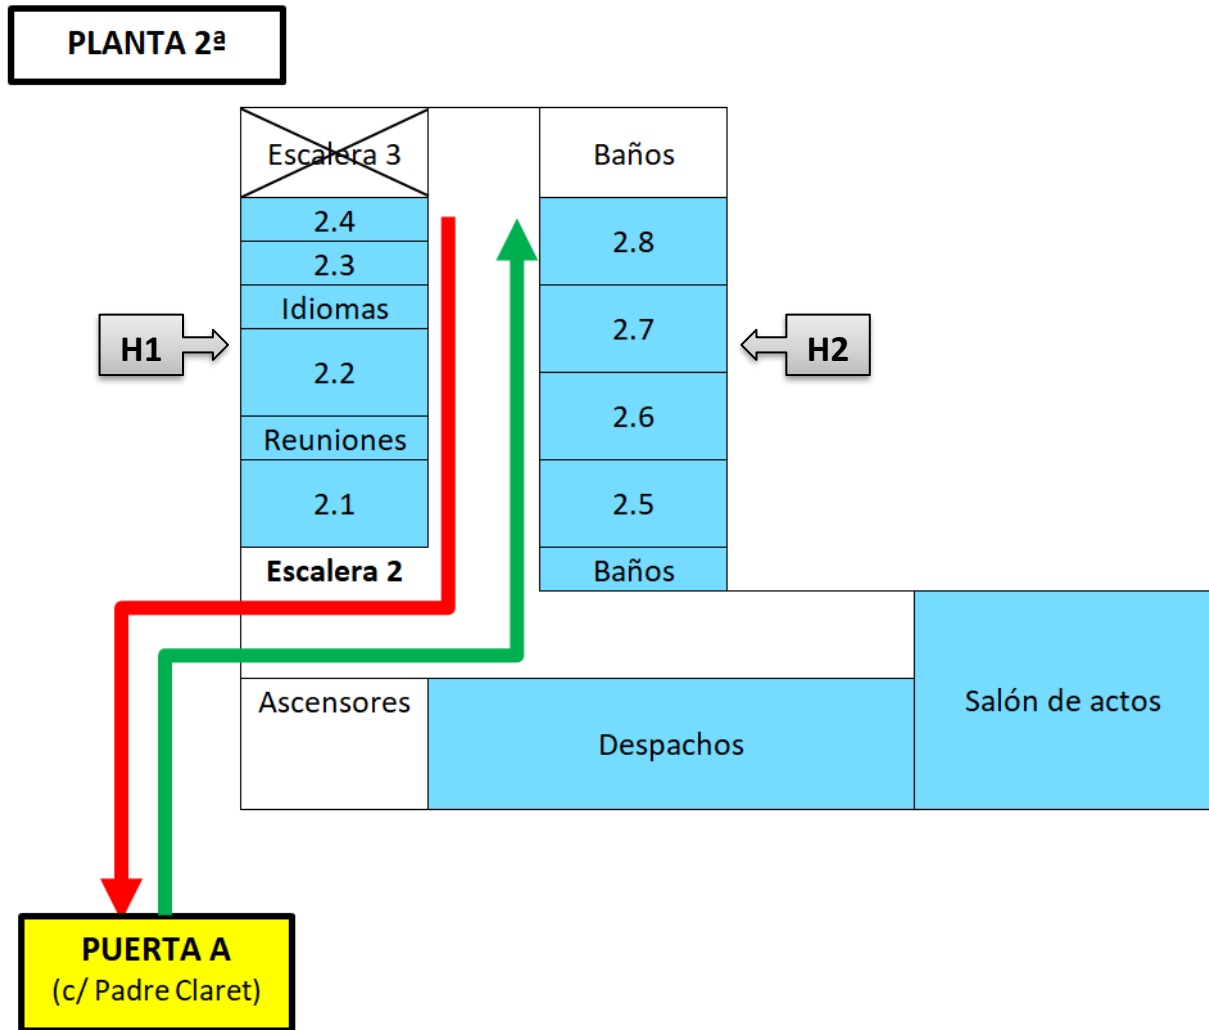 PLANTA 2ª
Escalera 3
Baños
2.4
2.8
2.3
Idiomas
2.7
H1
H2
2.2
2.6
Reuniones
2.1
2.5
Escalera 2
Baños
Ascensores
Salón de actos
Despachos
PUERTA A
(c/ Padre Claret)